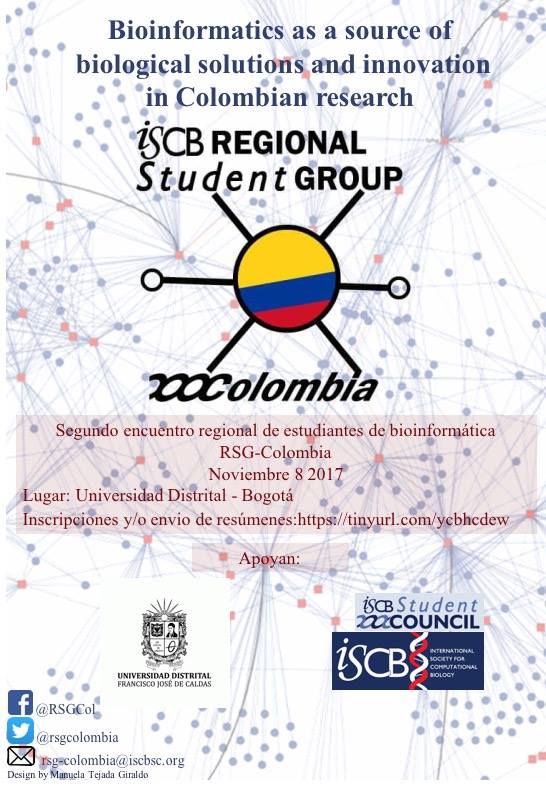 Bioinformatics as a source of
biological solutions and innovation
in Colombian research
iSCB REGIONAL
Student GROUP
Colombia
Segundo encuentro regional de estudiantes de bioinformática
RSG-Colombia
Noviembre 8 2017
Lugar: Universidad Distrital - Bogotá
Inscripciones y/o envio de resúmenes:https://tinyurl.com/ycbhcdew
Apoyan:
iSCB Student
COUNCIL
UNIVERSIDAD DISTRITAL
FRANCISCO JOSÉ DE CALDAS
iSCB
INTERNATIONAL
SOCIETY FOR
COMPUTATIONAL
BIOLOGY
@RSGCol
@rsgcolombia
rsg-colombia@iscbsc.org
Design by Manuela Tejada Giraldo